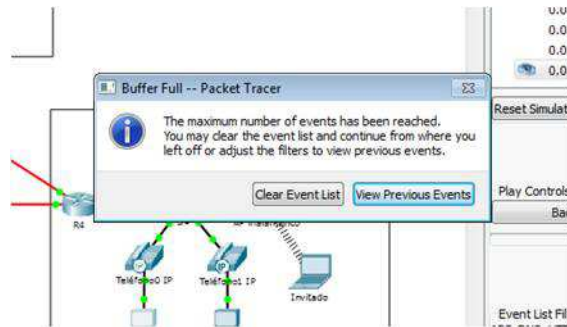 0.0
0.0
0.0
0.0
Buffer Full -- Packet Tracer
The maximum number of events has been reached.
You may clear the event list and continue from where you
left off or adjust the filters to view previous events.
Clear Event List
View Previous Events
Reset Simulat
Play Controls
Ba
R4
Teléfono0 IP
Teléfono1 IP
Invitado
Event List Fil